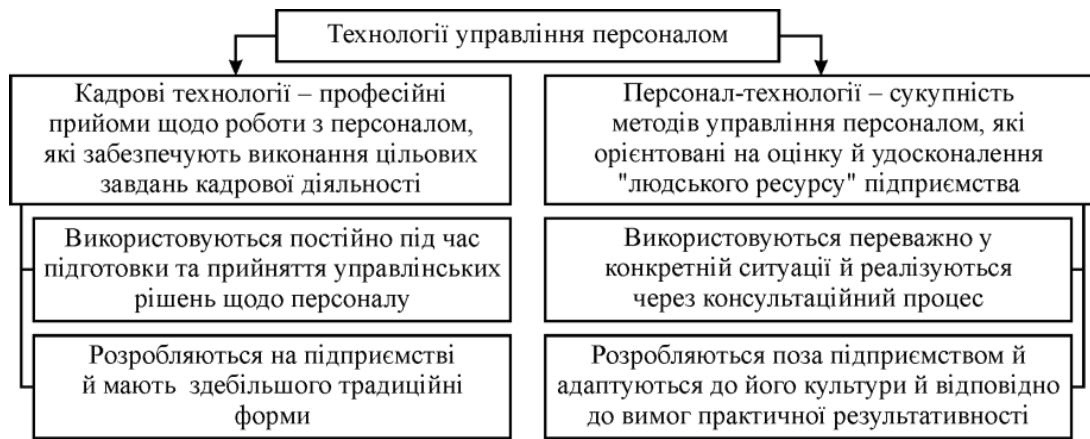 Технології управління персоналом
Кадрові технології – професійні
прийоми щодо роботи з персоналом,
які забезпечують виконання цільових
завдань кадрової діяльності
Використовуються постійно під час
підготовки та прийняття управлінських
рішень щодо персоналу
Розробляються на підприємстві
й мають здебільшого традиційні
форми
Персонал-технології – сукупність
методів управління персоналом, які
орієнтовані на оцінку й удосконалення
"людського ресурсу" підприємства
Використовуються переважно у
конкретній ситуації й реалізуються
через консультаційний процес
Розробляються поза підприємством й
адаптуються до його культури й відповідно
до вимог практичної результативності